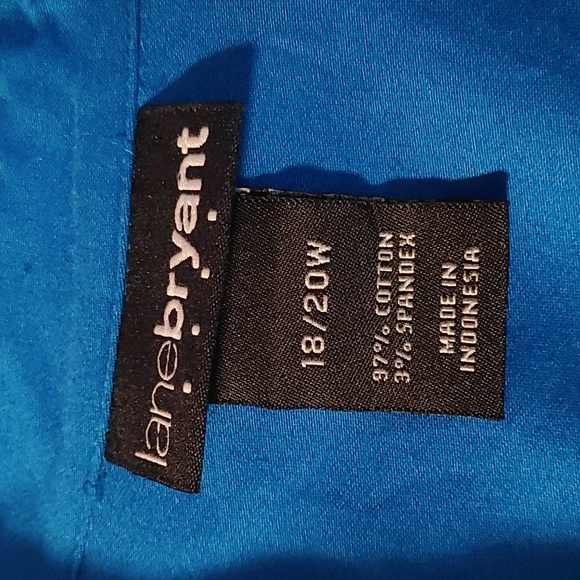 lanebryant
18/20W
97% COTTON
3% SPANDEX
MADE IN
INDONESIA